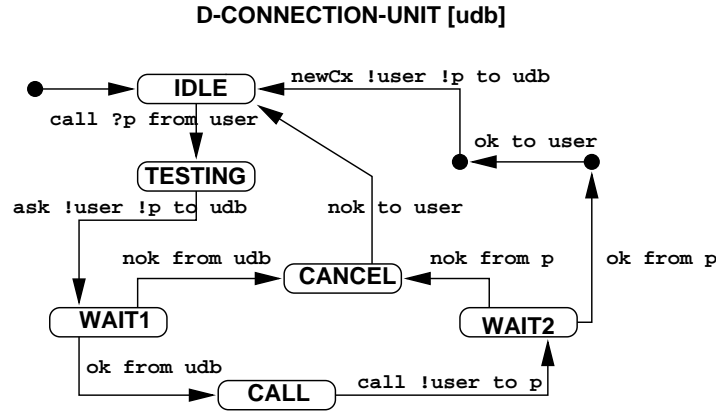 D-CONNECTION-UNIT [udb]
IDLE
newCx !user !p to udb
call ?p from user
ok to user
TESTING
ask !user !p to udb
nok to user
nok from udb
CANCEL
nok from p
ok from p
WAIT1
WAIT2
ok from udb
CALL
call !user to p